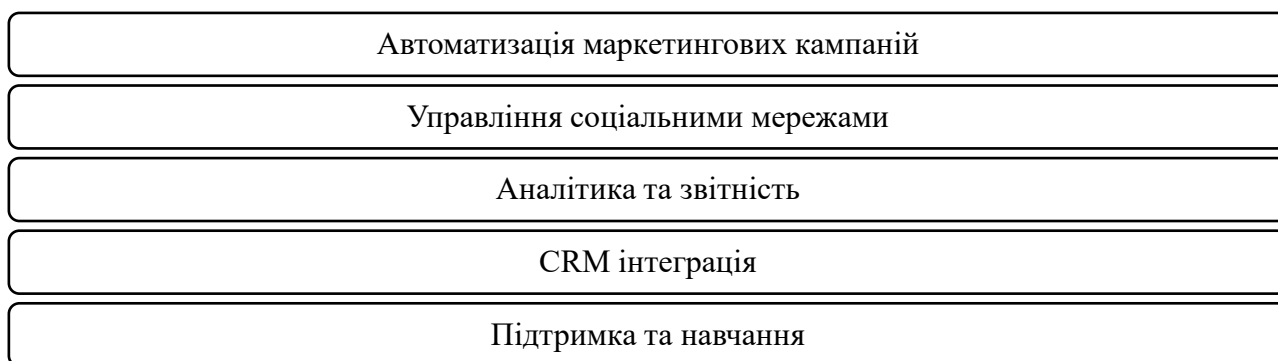 Автоматизація маркетингових кампаній
Управління соціальними мережами
Аналітика та звітність
CRM інтеграція
Підтримка та навчання